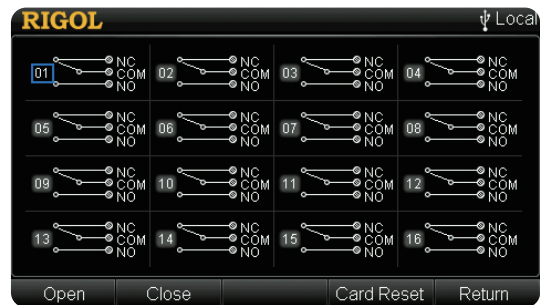 RIGOL Local
01 NC COM NO 02 NC COM NO 03 NC COM NO 04 NC COM NO
05 NC COM NO 06 NC COM NO 07 NC COM NO 08 NC COM NO
09 NC COM NO 10 NC COM NO 11 NC COM NO 12 NC COM NO
13 NC COM NO 14 NC COM NO 15 NC COM NO 16 NC COM NO
Open Close Card Reset Return